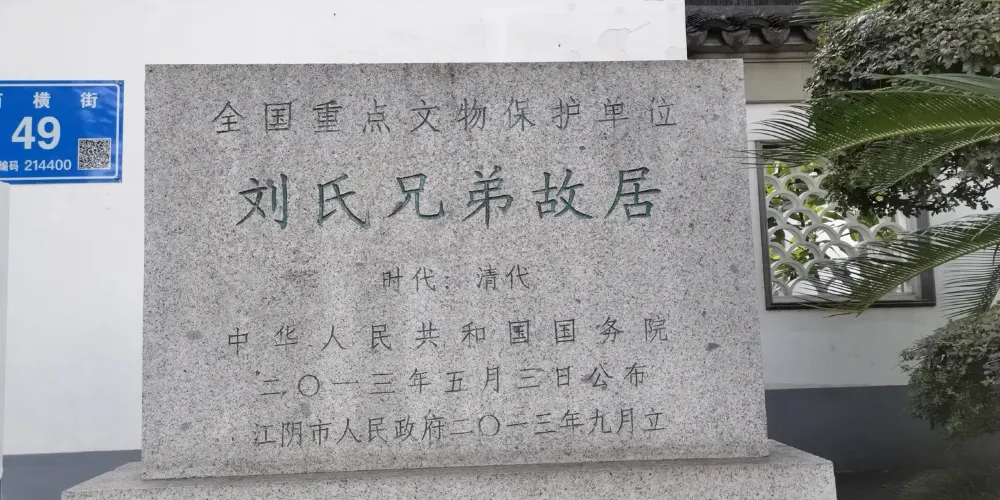 横街
49
编码 214400
全国重点文物保护单位
刘氏兄弟故居
时代：清代
中华人民共和国国务院
二〇一三年五月三日公布
江阴市人民政府二〇一三年九月立